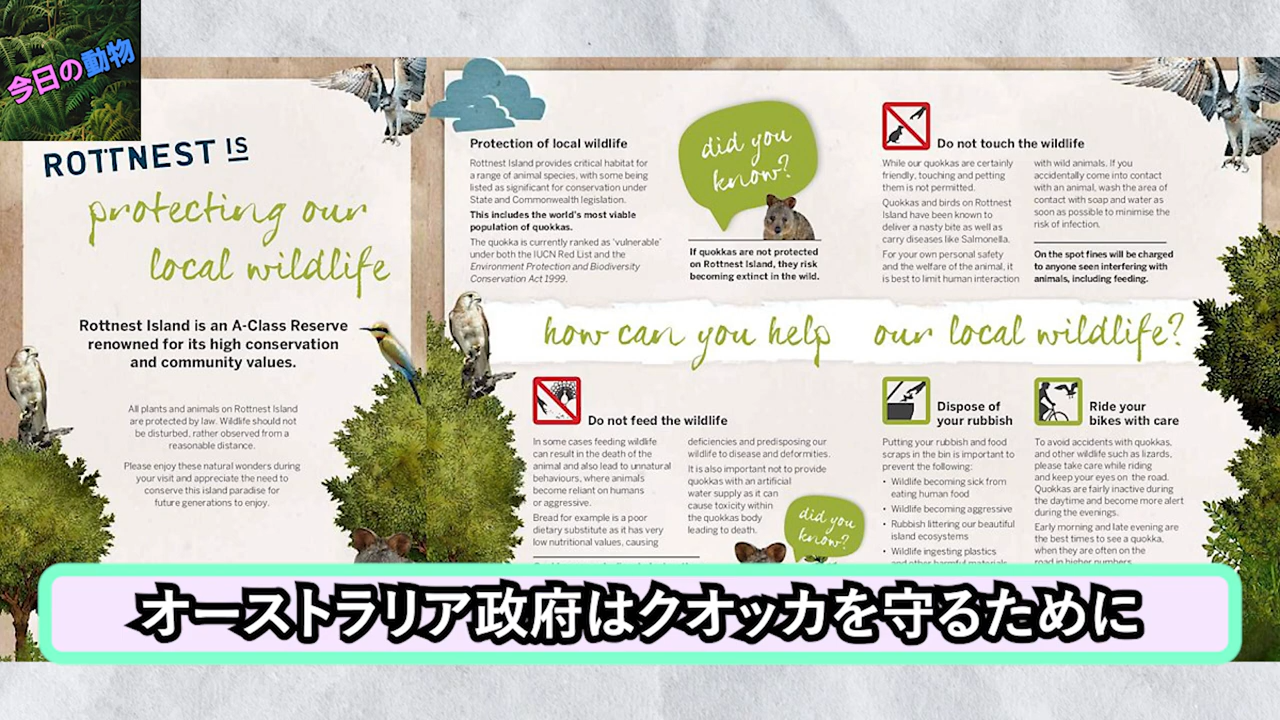 今日の動物
ROTTNEST IS
protecting our
local wildlife
Rottnest Island is an A-Class Reserve
renowned for its high conservation
and community values.
All plants and animals on Rottnest Island
are protected by law. Wildlife should not
be disturbed, rather observed from a
reasonable distance.
Please enjoy these natural wonders during
your visit and appreciate the need to
conserve this island paradise for
future generations to enjoy.
Protection of local wildlife
Rottnest Island provides critical habitat for
a range of animal species, with some being
listed as significant for conservation under
State and Commonwealth legislation.
This includes the world's most viable
population of quokkas.
The quokka is currently ranked as 'vulnerable'
under both the IUCN Red List and the
Environment Protection and Biodiversity
Conservation Act 1999.
did you
know?
If quokkas are not protected
on Rottnest Island, they risk
becoming extinct in the wild.
Do not touch the wildlife
While our quokkas are certainly
friendly, touching and petting
them is not permitted.
Quokkas and birds on Rottnest
Island have been known to
deliver a nasty bite as well as
carry diseases like Salmonella.
For your own personal safety
and the welfare of the animal, it
is best to limit human interaction
with wild animals. If you
accidentally come into contact
with an animal, wash the area of
contact with soap and water as
soon as possible to minimise the
risk of infection.
On the spot fines will be charged
to anyone seen interfering with
animals, including feeding.
how can you help our local wildlife?
Do not feed the wildlife
In some cases feeding wildlife
can result in the death of the
animal and also lead to unnatural
behaviours, where animals
become reliant on humans
or aggressive.
Bread for example is a poor
dietary substitute as it has very
low nutritional values, causing
deficiencies and predisposing our
wildlife to disease and deformities.
It is also important not to provide
quokkas with an artificial
water supply as it can
cause toxicity within
the quokkas body
leading to death.
did you
know?
Dispose of
your rubbish
Putting your rubbish and food
scraps in the bin is important to
prevent the following:
• Wildlife becoming sick from
eating human food
• Wildlife becoming aggressive
• Rubbish littering our beautiful
island ecosystems
• Wildlife ingesting plastics
and other harmful materials
Ride your
bikes with care
To avoid accidents with quokkas,
and other wildlife such as lizards,
please take care while riding
and keep your eyes on the road.
Quokkas are fairly inactive during
the daytime and become more alert
during the evenings.
Early morning and late evening are
the best times to see a quokka,
when they are often on the
road in higher numbers.
オーストラリア政府はクオッカを守るために